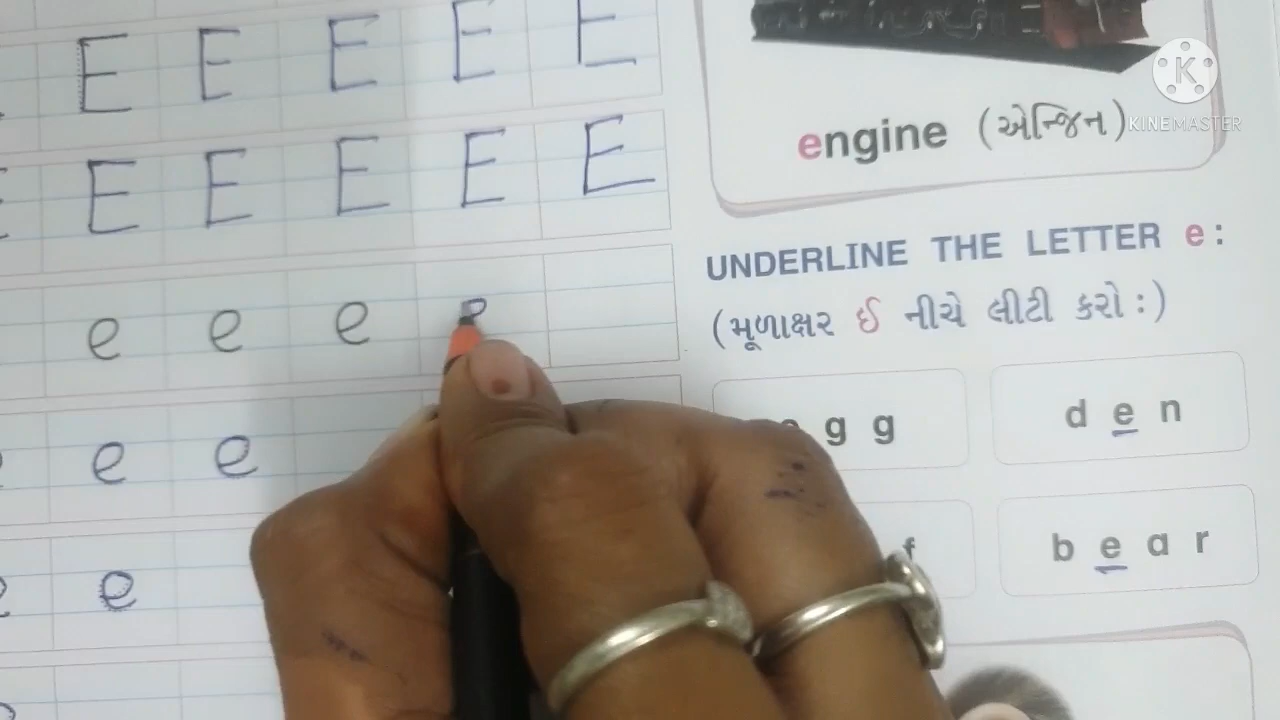 E E E E E
E E E E E
e e e e
e e
e
engine (એન્જિન)
KINEMASTER
UNDERLINE THE LETTER e:
(મૂળાક્ષર ઈ નીચે લીટી કરો:)
e g g
d e n
f
b e a r